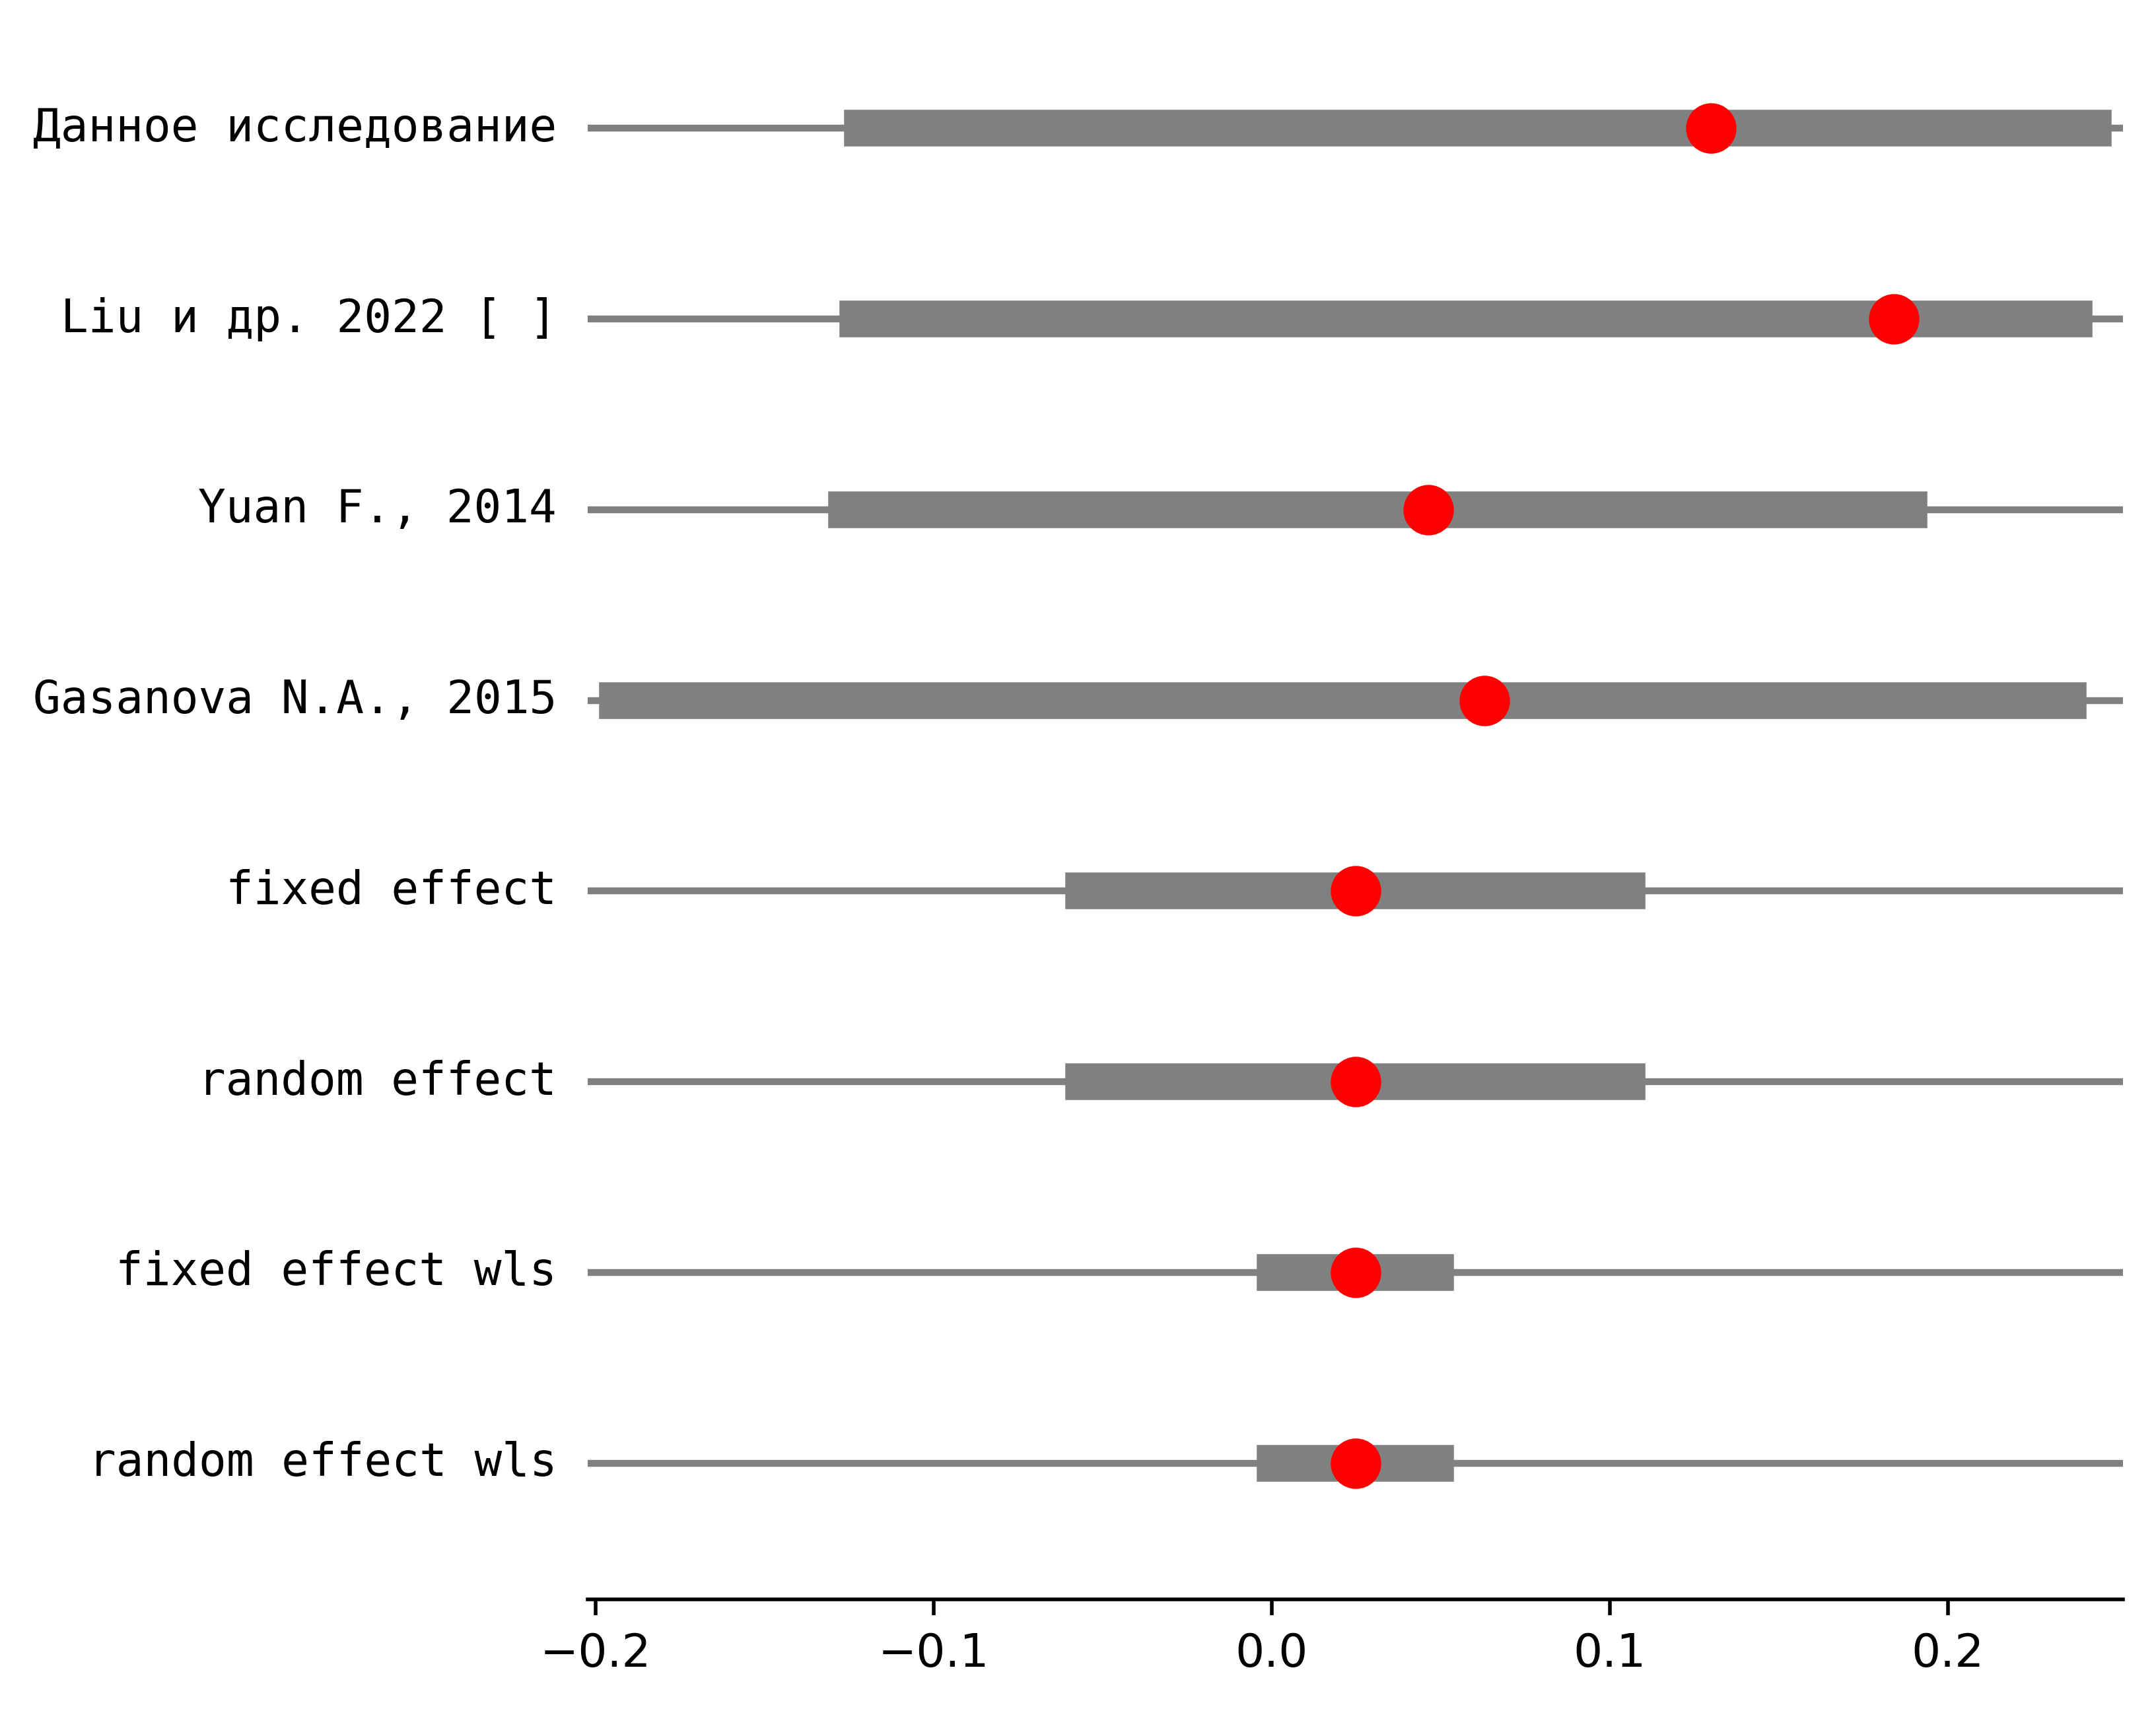 Данное исследование
Liu и др. 2022 [ ]
Yuan F., 2014
Gasanova N.A., 2015
fixed effect
random effect
fixed effect wls
random effect wls
−0.2 −0.1 0.0 0.1 0.2